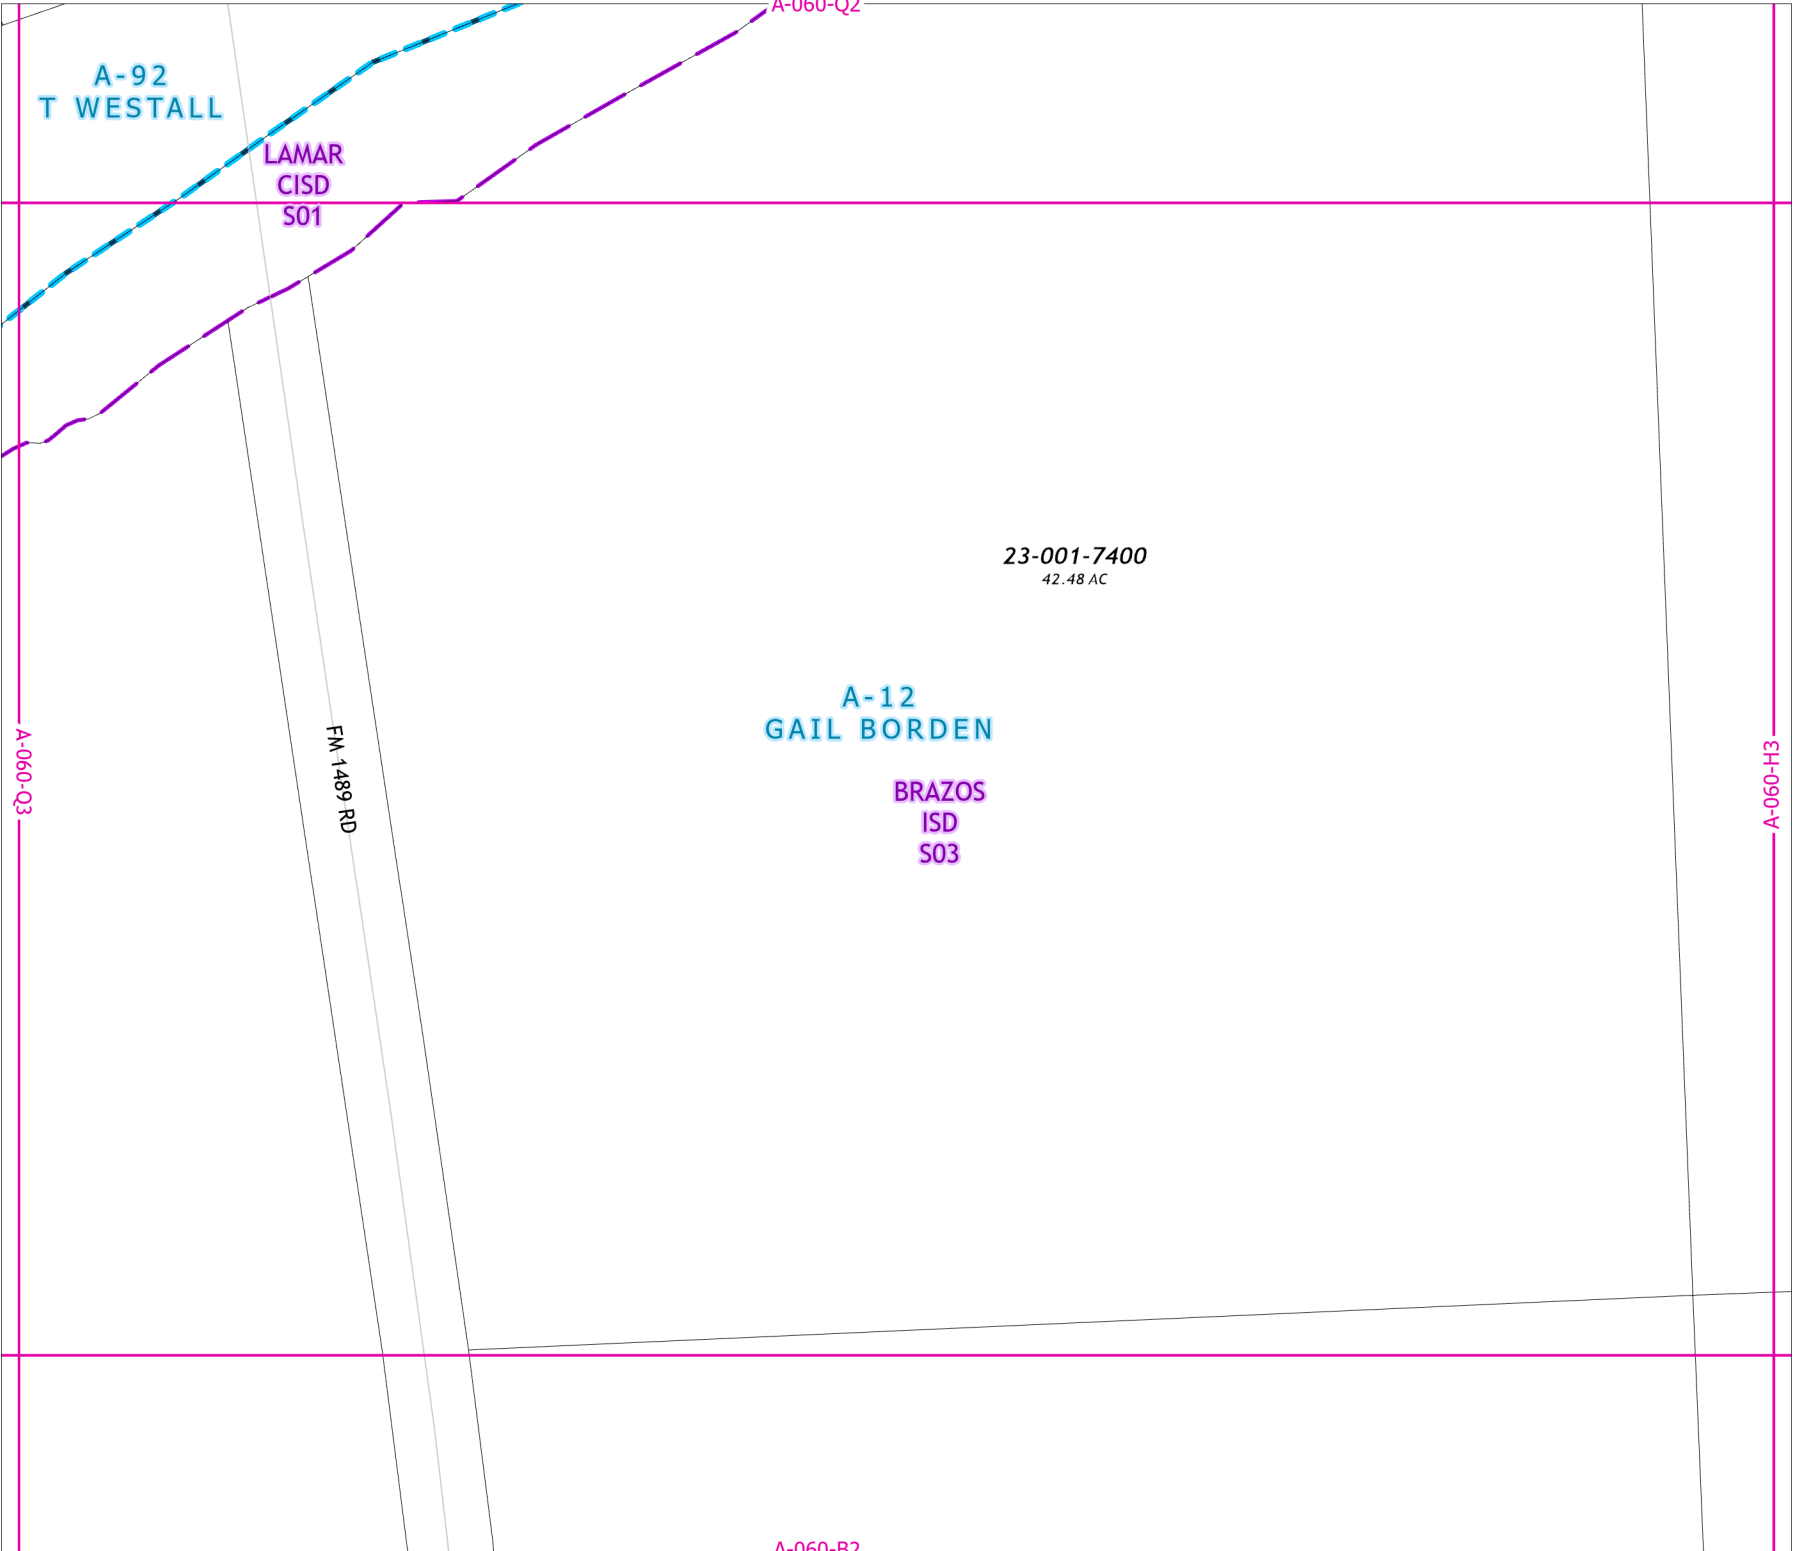 A-060-Q2
A-92
T WESTALL
LAMAR
CISD
S01
23-001-7400
42.48 AC
A-12
GAIL BORDEN
FM 1489 RD
A-060-Q3
A-060-H3
BRAZOS
ISD
S03
A-060-B2